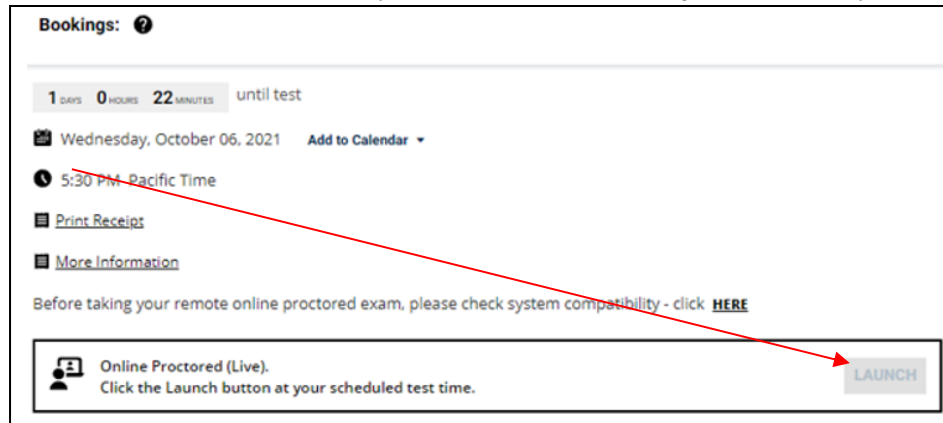 Bookings: ?
1 DAYS 0 HOURS 22 MINUTES until test
Wednesday, October 06, 2021 Add to Calendar
5:30 PM Pacific Time
Print Receipt
More Information
Before taking your remote online proctored exam, please check system compatibility - click HERE
Online Proctored (Live).
Click the Launch button at your scheduled test time.
LAUNCH